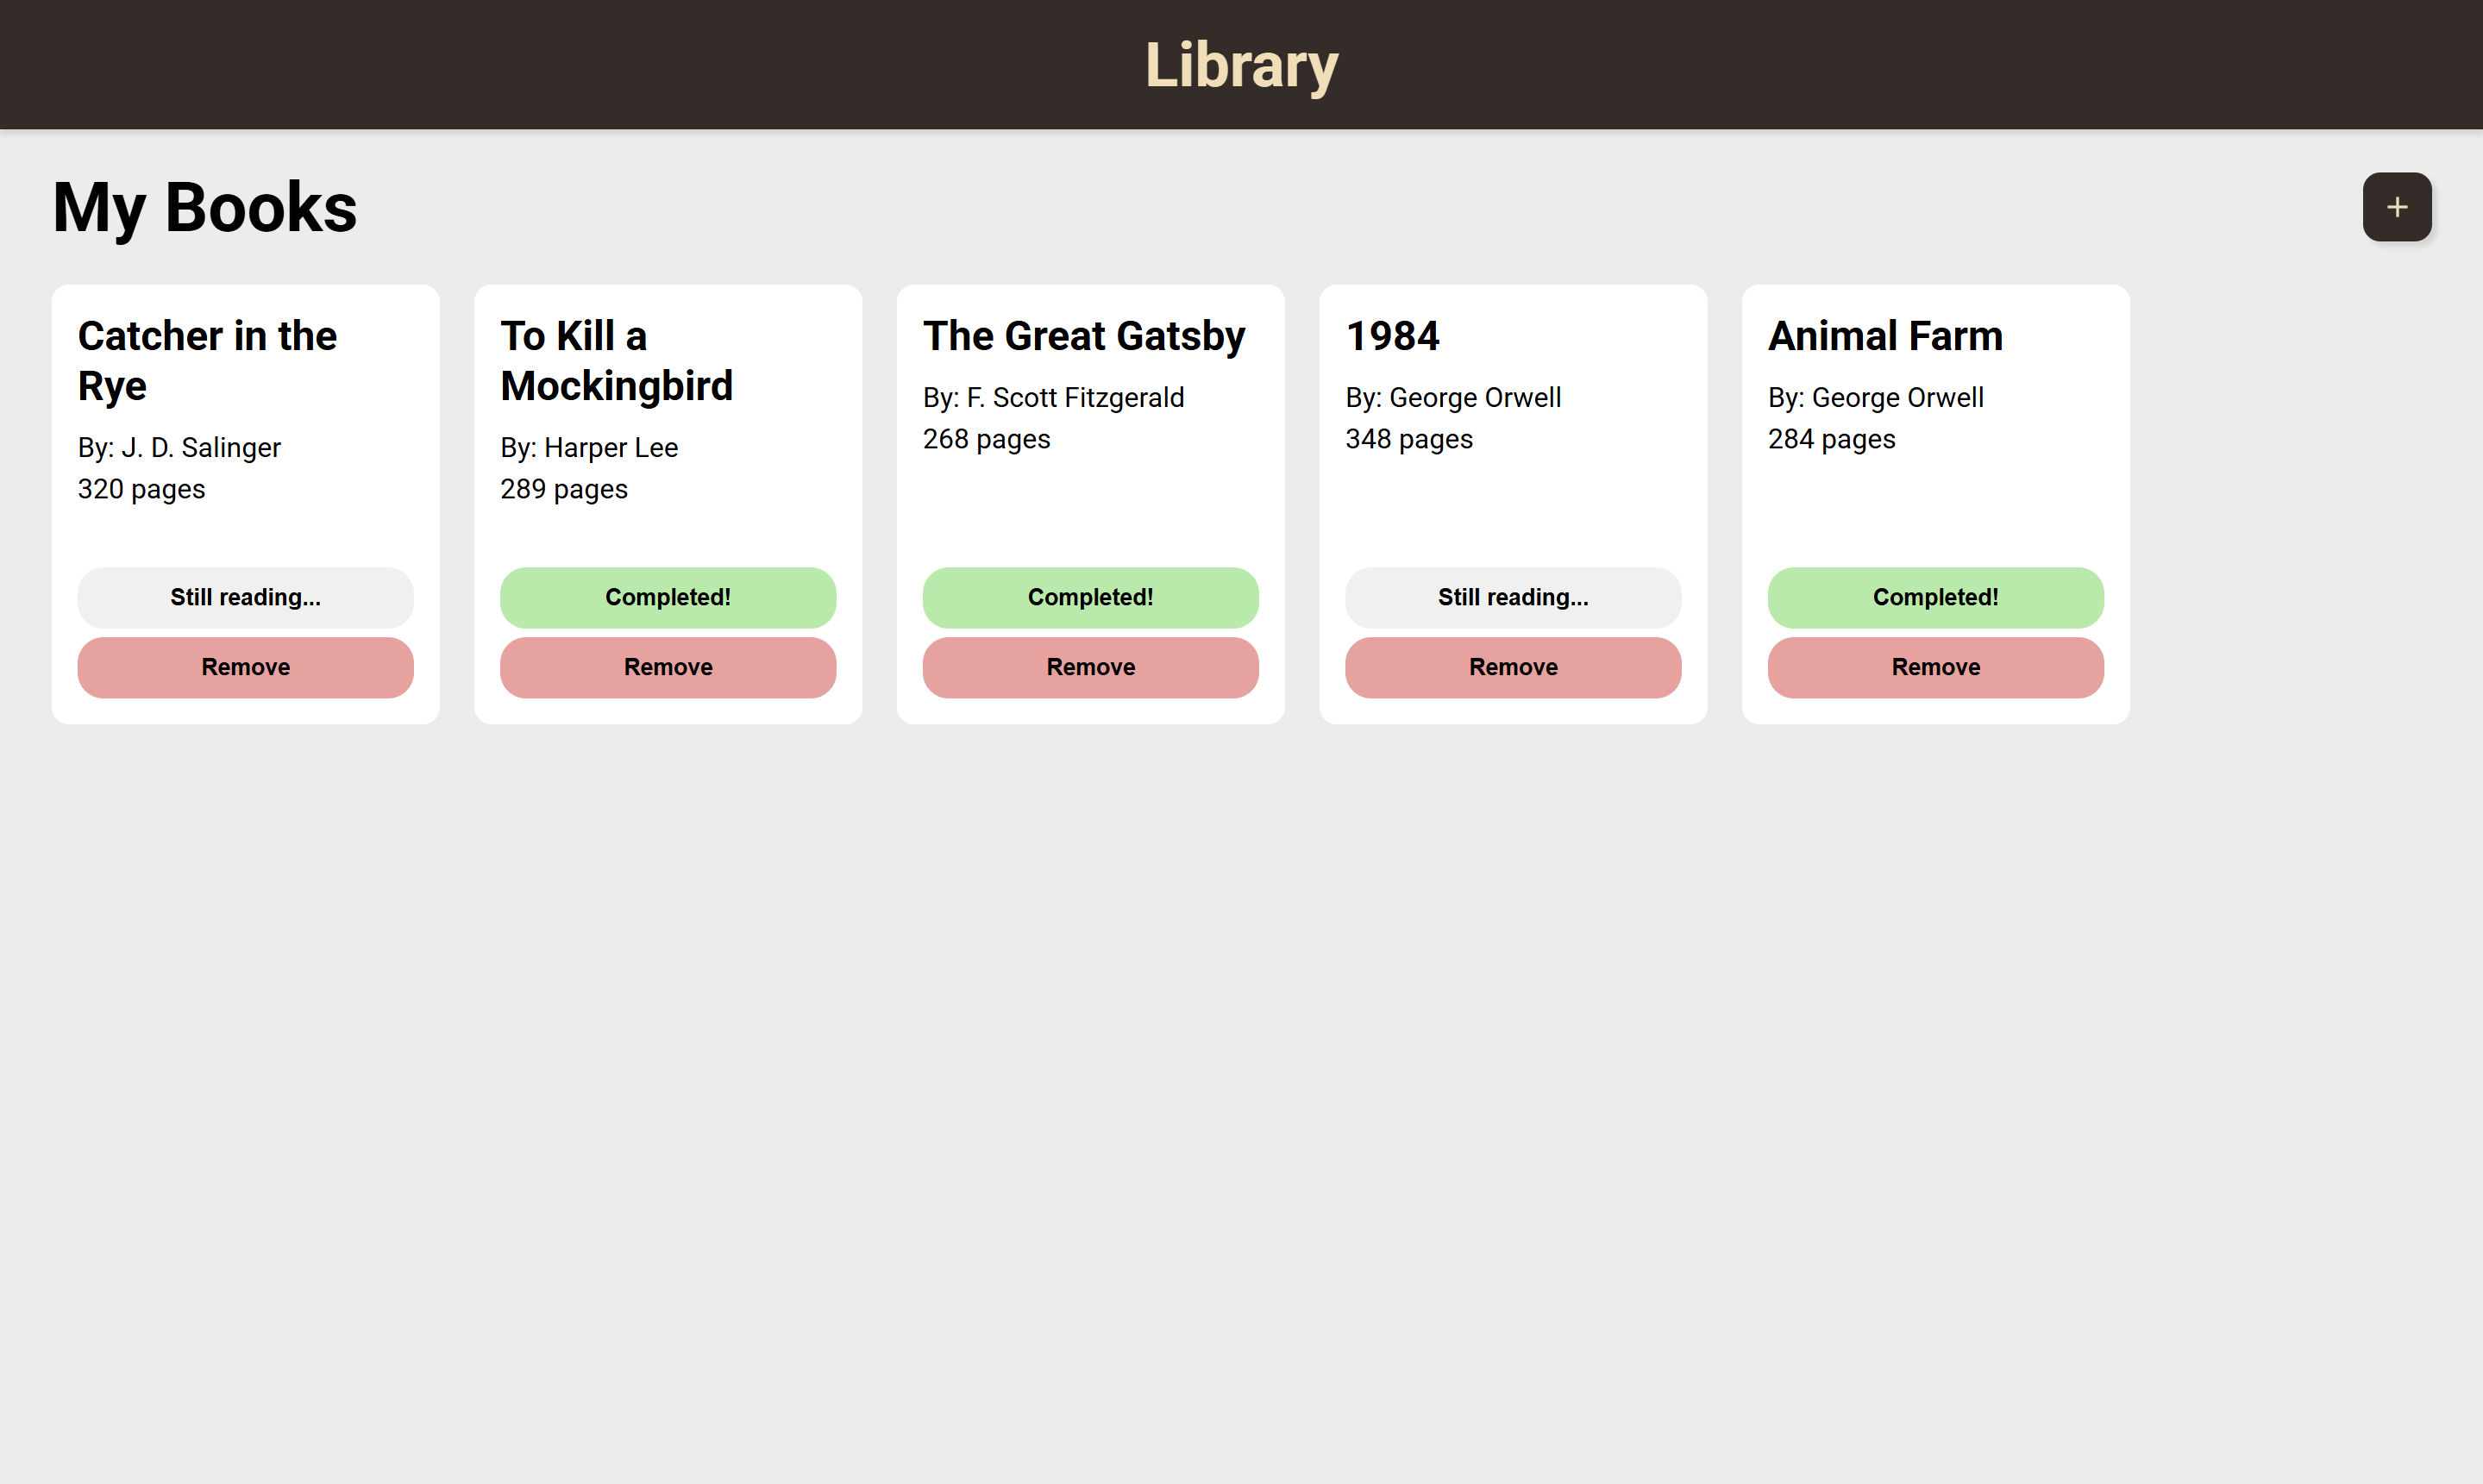 Library
My Books
+
Catcher in the
Rye
By: J. D. Salinger
320 pages
Still reading...
Remove
To Kill a
Mockingbird
By: Harper Lee
289 pages
Completed!
Remove
The Great Gatsby
By: F. Scott Fitzgerald
268 pages
Completed!
Remove
1984
By: George Orwell
348 pages
Still reading...
Remove
Animal Farm
By: George Orwell
284 pages
Completed!
Remove